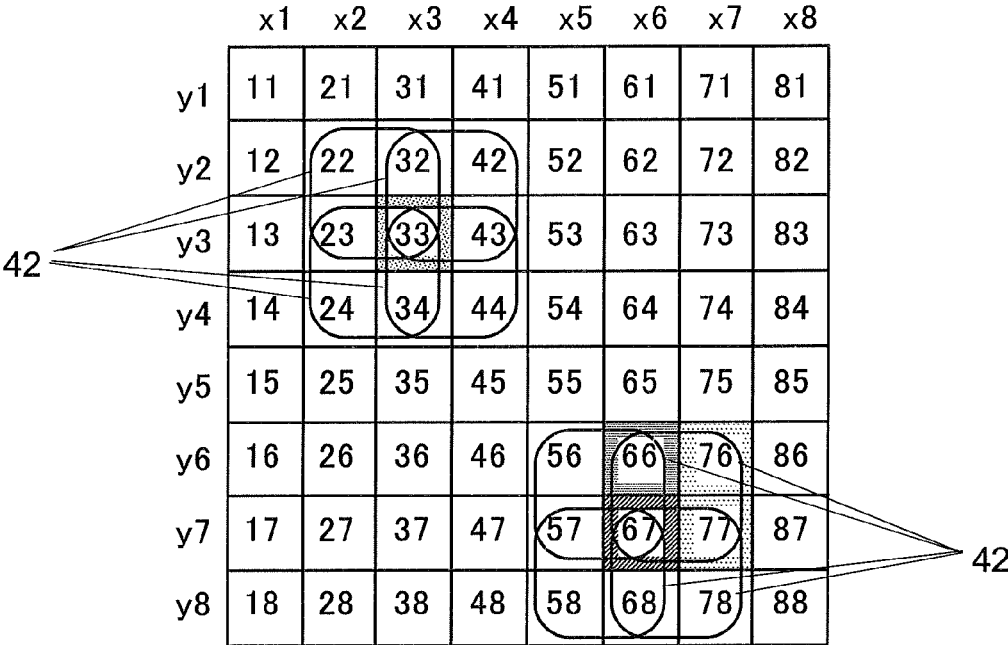 x1 x2 x3 x4 x5 x6 x7 x8
y1 11 21 31 41 51 61 71 81
y2 12 22 32 42 52 62 72 82
y3 13 23 33 43 53 63 73 83
42
y4 14 24 34 44 54 64 74 84
y5 15 25 35 45 55 65 75 85
y6 16 26 36 46 56 66 76 86
y7 17 27 37 47 57 67 77 87
42
y8 18 28 38 48 58 68 78 88